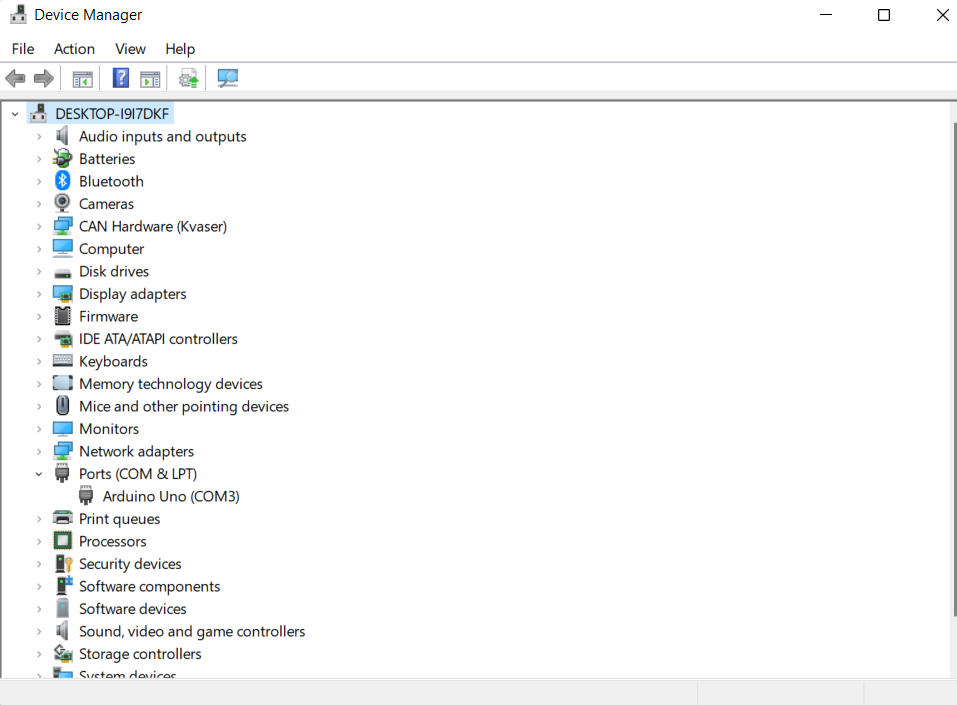 Device Manager
File Action View Help
DESKTOP-I9I7DKF
Audio inputs and outputs
Batteries
Bluetooth
Cameras
CAN Hardware (Kvaser)
Computer
Disk drives
Display adapters
Firmware
IDE ATA/ATAPI controllers
Keyboards
Memory technology devices
Mice and other pointing devices
Monitors
Network adapters
Ports (COM & LPT)
Arduino Uno (COM3)
Print queues
Processors
Security devices
Software components
Software devices
Sound, video and game controllers
Storage controllers
System devices